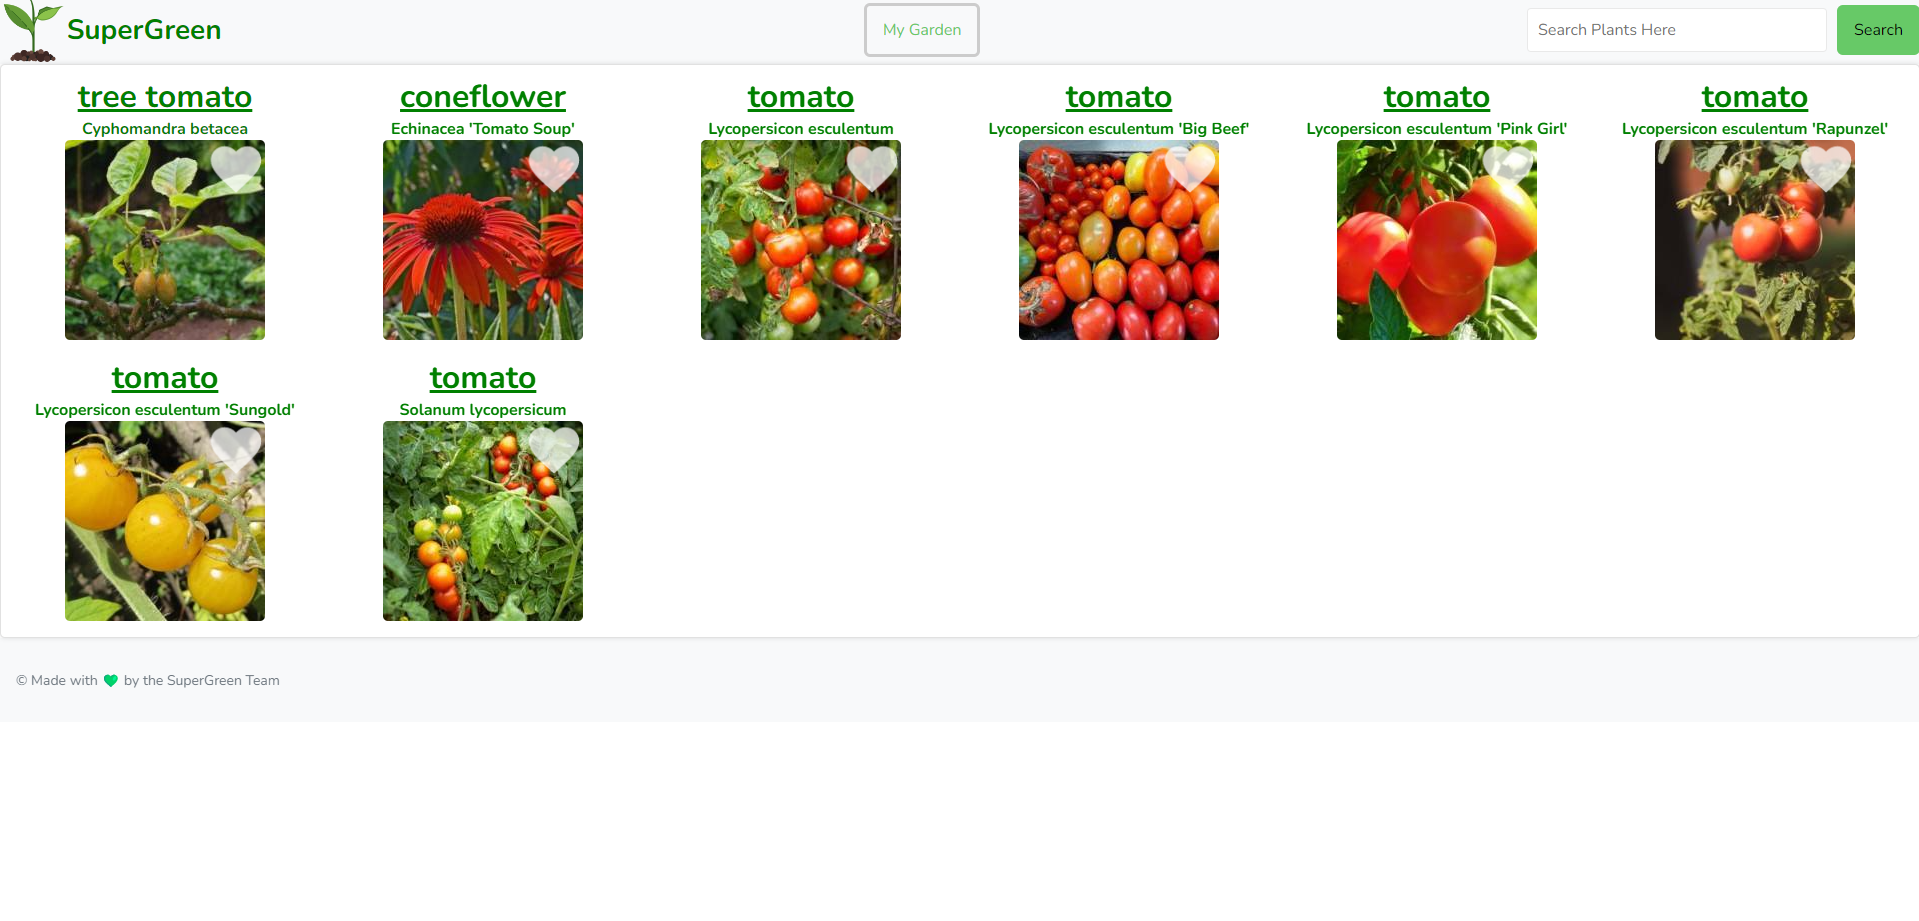 SuperGreen
My Garden
Search Plants Here
Search
tree tomato
Cyphomandra betacea
coneflower
Echinacea 'Tomato Soup'
tomato
Lycopersicon esculentum
tomato
Lycopersicon esculentum 'Big Beef'
tomato
Lycopersicon esculentum 'Pink Girl'
tomato
Lycopersicon esculentum 'Rapunzel'
tomato
Lycopersicon esculentum 'Sungold'
tomato
Solanum lycopersicum
© Made with 💚 by the SuperGreen Team